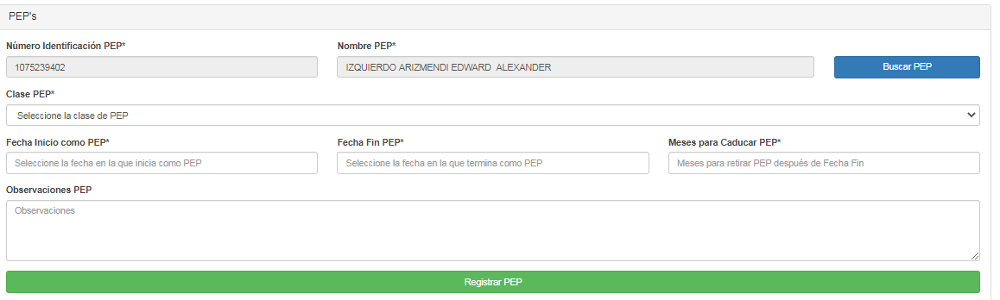 PEP's
Número Identificación PEP* Nombre PEP*
1075239402 IZQUIERDO ARIZMENDI EDWARD ALEXANDER Buscar PEP
Clase PEP*
Seleccione la clase de PEP
Fecha Inicio como PEP* Fecha Fin PEP* Meses para Caducar PEP*
Seleccione la fecha en la que inicia como PEP Seleccione la fecha en la que termina como PEP Meses para retirar PEP después de Fecha Fin
Observaciones PEP
Observaciones
Registrar PEP